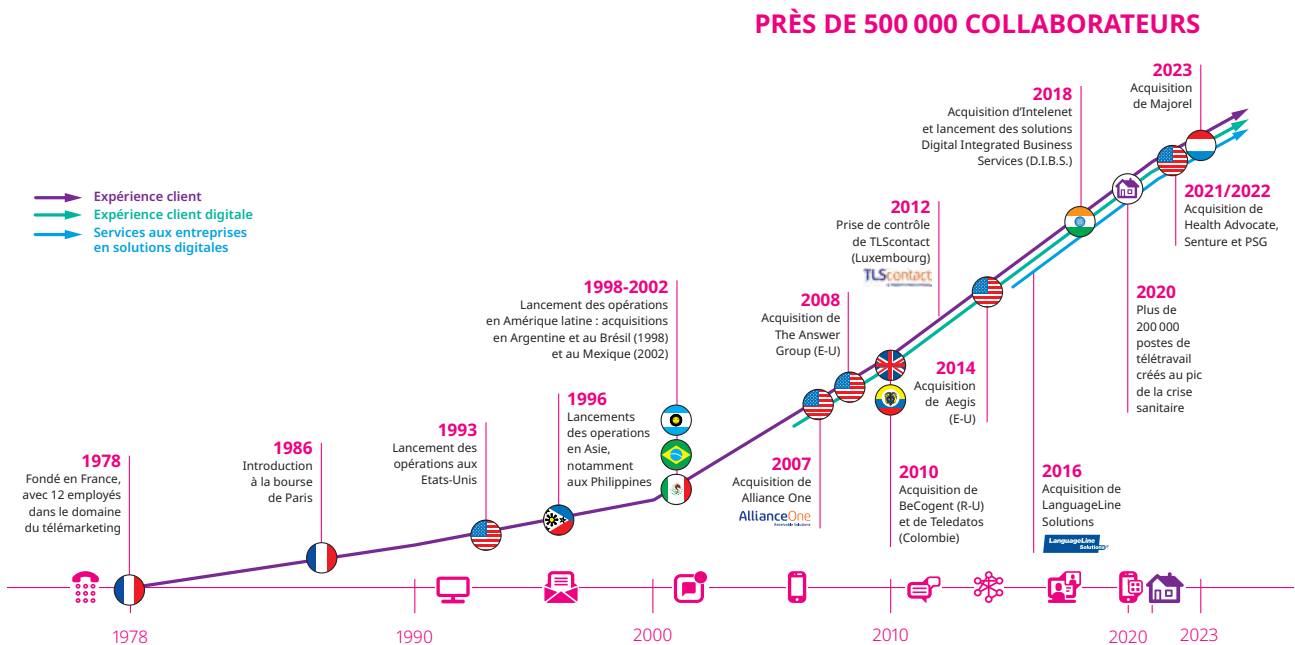 PRÈS DE 500 000 COLLABORATEURS
Expérience client
Expérience client digitale
Services aux entreprises
en solutions digitales
1978
Fondé en France,
avec 12 employés
dans le domaine
du télémarketing
1986
Introduction
à la bourse
de Paris
1993
Lancement des
opérations aux
Etats-Unis
1996
Lancements
des operations
en Asie,
notamment
aux Philippines
1998-2002
Lancement des opérations
en Amérique latine : acquisitions
en Argentine et au Brésil (1998)
et au Mexique (2002)
2007
Acquisition de
Alliance One
AllianceOne
Receivable Solutions
2008
Acquisition de
The Answer
Group (E-U)
2010
Acquisition de
BeCogent (R-U)
et de Teledatos
(Colombie)
2012
Prise de contrôle
de TLScontact
(Luxembourg)
TLScontact
2014
Acquisition
de Aegis
(E-U)
2016
Acquisition de
LanguageLine
Solutions
LanguageLine
Solutions
2018
Acquisition d'Intelenet
et lancement des solutions
Digital Integrated Business
Services (D.I.B.S.)
2020
Plus de
200 000
postes de
télétravail
créés au pic
de la crise
sanitaire
2021/2022
Acquisition de
Health Advocate,
Senture et PSG
2023
Acquisition
de Majorel
1978
1990
2000
2010
2020
2023